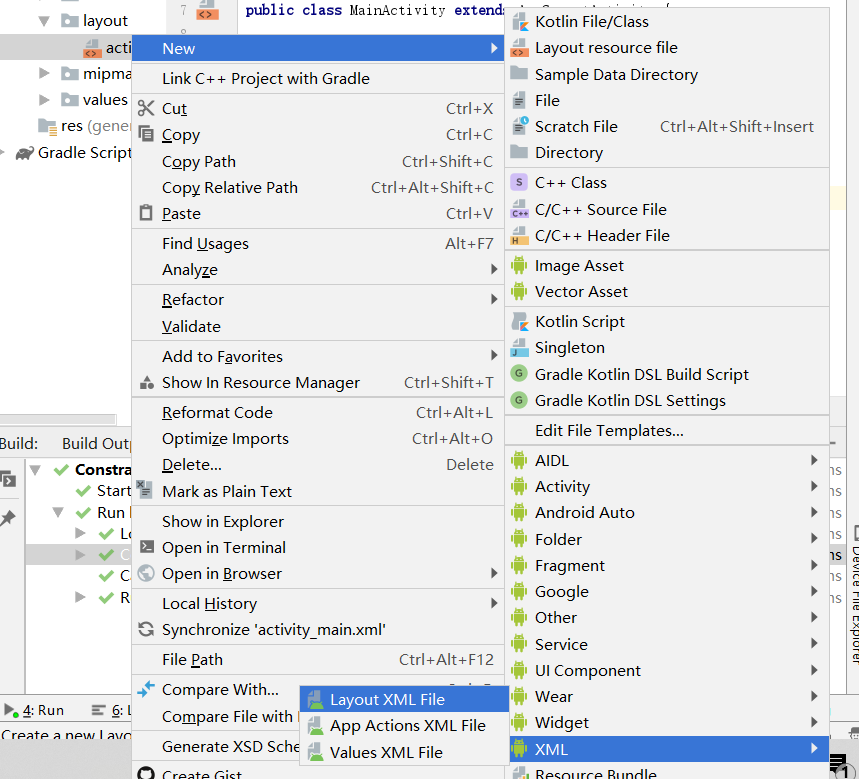 layout
7 public class MainActivity extends
acti
mipma
values
res (gener
Gradle Script
New
Link C++ Project with Gradle
Cut Ctrl+X
Copy Ctrl+C
Copy Path Ctrl+Shift+C
Copy Relative Path Ctrl+Alt+Shift+C
Paste Ctrl+V
Find Usages Alt+F7
Analyze
Refactor
Validate
Add to Favorites
Show In Resource Manager Ctrl+Shift+T
Reformat Code Ctrl+Alt+L
Optimize Imports Ctrl+Alt+O
Delete... Delete
Mark as Plain Text
Show in Explorer
Open in Terminal
Open in Browser
Local History
Synchronize 'activity_main.xml'
File Path Ctrl+Alt+F12
Compare With...
Compare File with
Generate XSD Sche
Create Gist
Kotlin File/Class
Layout resource file
Sample Data Directory
File
Scratch File Ctrl+Alt+Shift+Insert
Directory
C++ Class
C/C++ Source File
C/C++ Header File
Image Asset
Vector Asset
Kotlin Script
Singleton
Gradle Kotlin DSL Build Script
Gradle Kotlin DSL Settings
Edit File Templates...
AIDL
Activity
Android Auto
Folder
Fragment
Google
Other
Service
UI Component
Wear
Widget
XML
Resource Bundle
Layout XML File
App Actions XML File
Values XML File
Build: Build Outp
Constra
Start
Run
L
C
C
R
4: Run 6: L
Create a new Layo
Device File Explorer